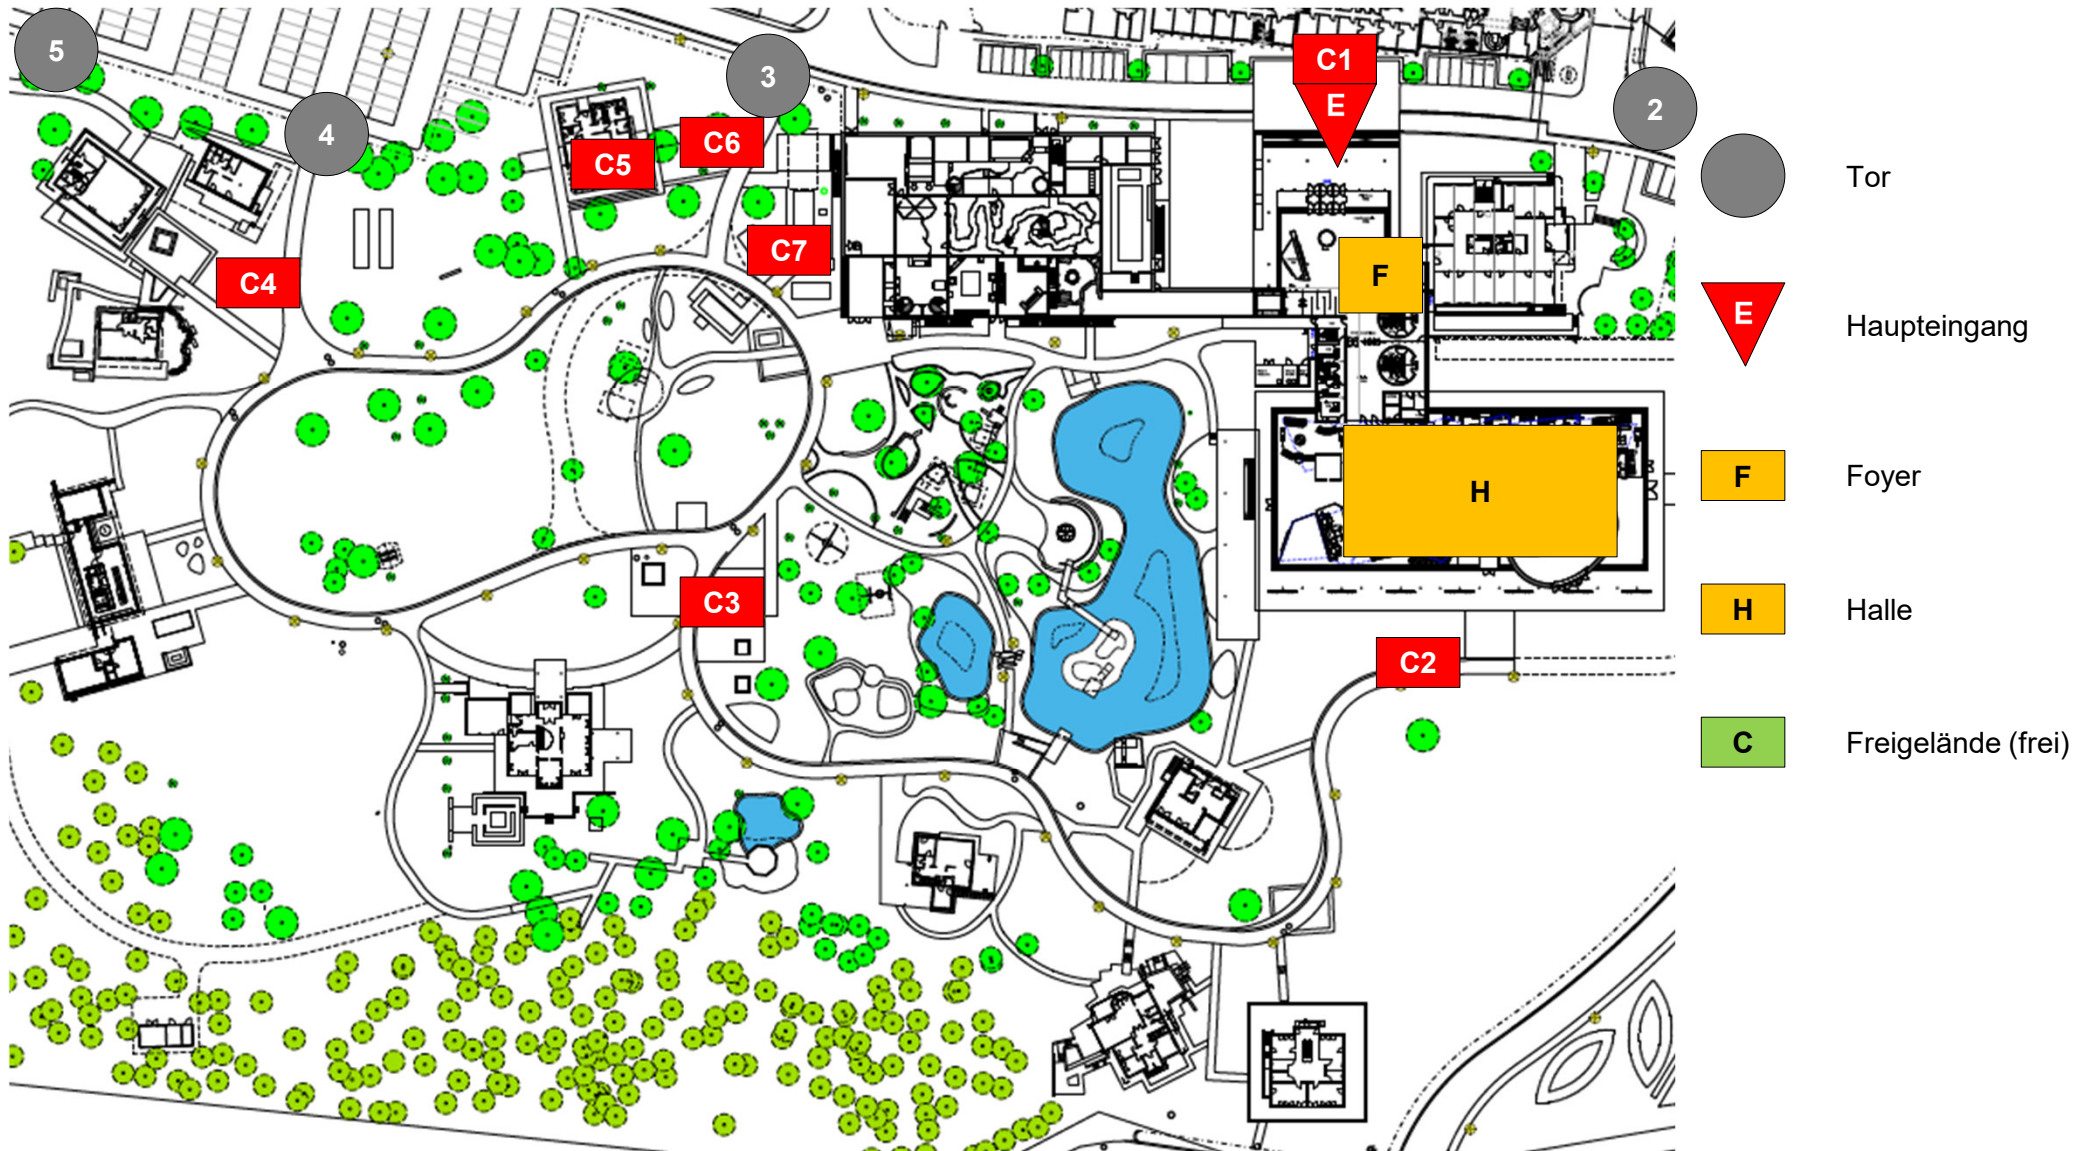 5
4
3
C1
E
2
C5
C6
C7
C4
F
H
C3
C2
Tor
E
Haupteingang
F
Foyer
H
Halle
C
Freigelände (frei)